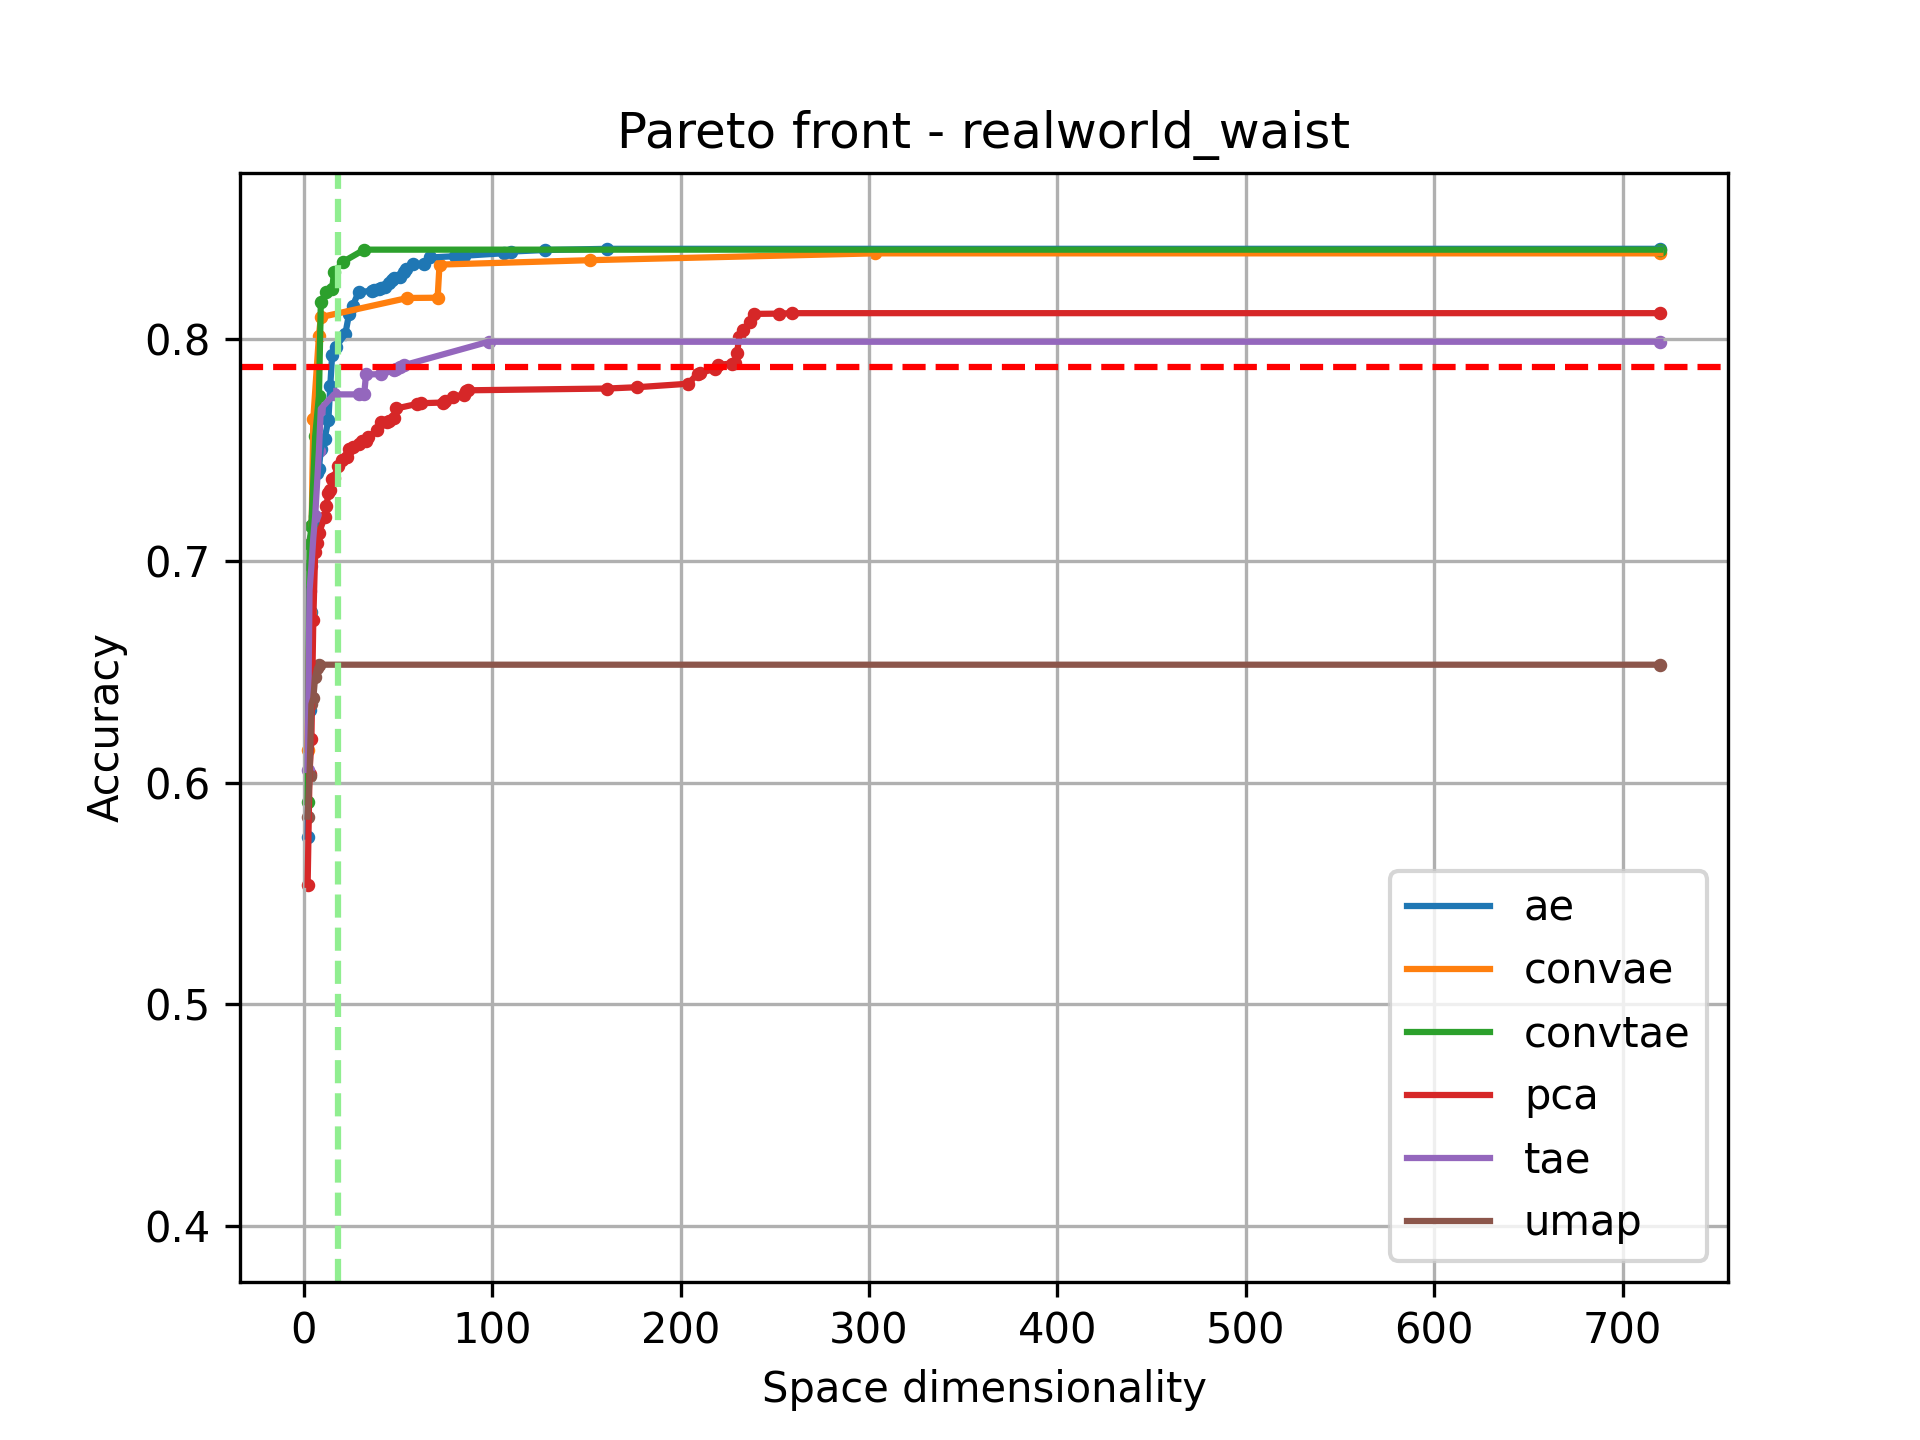 Pareto front - realworld_waist
Accuracy
0.8
0.7
0.6
0.5
0.4
0 100 200 300 400 500 600 700
Space dimensionality
ae
convae
convtae
pca
tae
umap